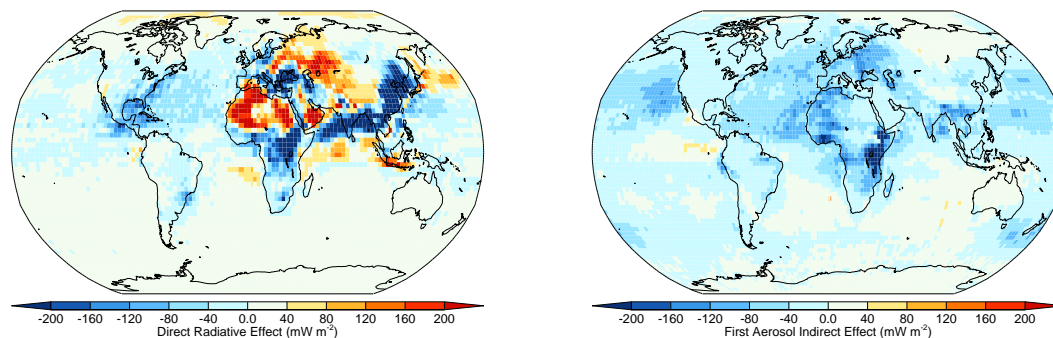 -200 -160 -120 -80 -40 0.0 40 80 120 160 200
Direct Radiative Effect (mW m-2)
-200 -160 -120 -80 -40 0.0 40 80 120 160 200
First Aerosol Indirect Effect (mW m-2)